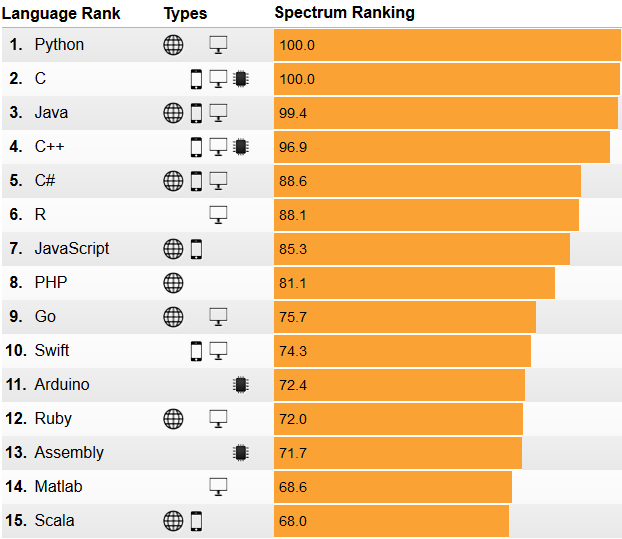 Language Rank Types Spectrum Ranking
1. Python 100.0
2. C 100.0
3. Java 99.4
4. C++ 96.9
5. C# 88.6
6. R 88.1
7. JavaScript 85.3
8. PHP 81.1
9. Go 75.7
10. Swift 74.3
11. Arduino 72.4
12. Ruby 72.0
13. Assembly 71.7
14. Matlab 68.6
15. Scala 68.0